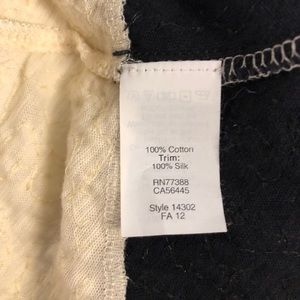 100% Cotton
Trim:
100% Silk
RN77388
CA56445
Style 14302
FA 12